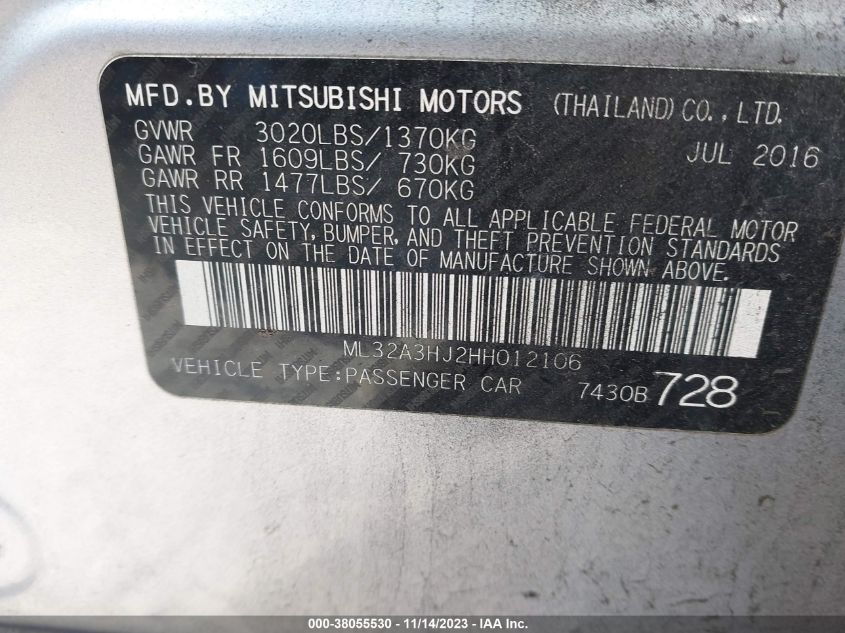 MFD.BY MITSUBISHI MOTORS (THAILAND) CO., LTD.
GVWR 3020LBS/1370KG JUL 2016
GAWR FR 1609LBS/ 730KG
GAWR RR 1477LBS/ 670KG
THIS VEHICLE CONFORMS TO ALL APPLICABLE FEDERAL MOTOR
VEHICLE SAFETY, BUMPER, AND THEFT PREVENTION STANDARDS
IN EFFECT ON THE DATE OF MANUFACTURE SHOWN ABOVE.
ML32A3HJ2HH012106
VEHICLE TYPE:PASSENGER CAR 7430B 728
000-38055530 - 11/14/2023 - IAA Inc.